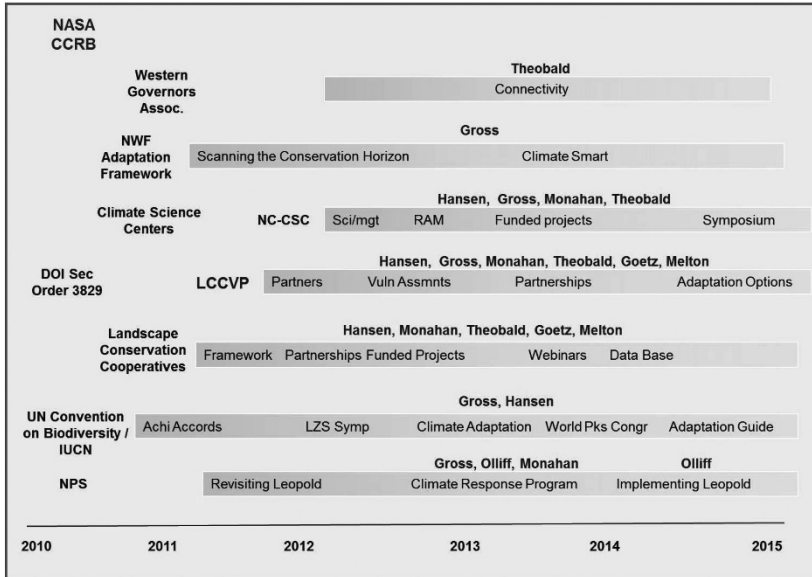 NASA
CCRB
Theobald
Western
Governors
Assoc.
Connectivity
Gross
NWF
Adaptation
Framework
Scanning the Conservation Horizon Climate Smart
Hansen, Gross, Monahan, Theobald
Climate Science
Centers
NC-CSC Sci/mgt RAM Funded projects Symposium
Hansen, Gross, Monahan, Theobald, Goetz, Melton
DOI Sec
Order 3829
LCCVP Partners Vuln Assmnts Partnerships Adaptation Options
Hansen, Monahan, Theobald, Goetz, Melton
Landscape
Conservation
Cooperatives
Framework Partnerships Funded Projects Webinars Data Base
Gross, Hansen
UN Convention
on Biodiversity /
IUCN
Achi Accords LZS Symp Climate Adaptation World Pks Congr Adaptation Guide
Gross, Olliff, Monahan Olliff
NPS Revisiting Leopold Climate Response Program Implementing Leopold
2010 2011 2012 2013 2014 2015